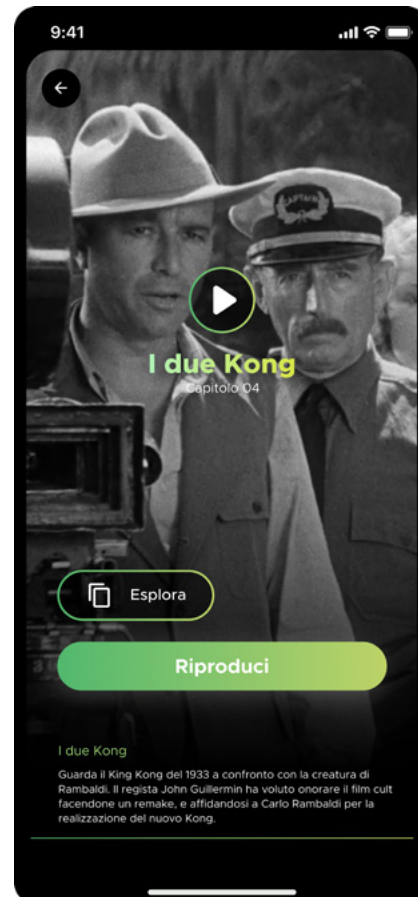 9:41
CAPTAIN
I due Kong
Capitolo 04
Esplora
Riproduci
I due Kong
Guarda il King Kong del 1933 a confronto con la creatura di
Rambaldi. Il regista John Guillermin ha voluto onorare il film cult
facendone un remake, e affidandosi a Carlo Rambaldi per la
realizzazione del nuovo Kong.